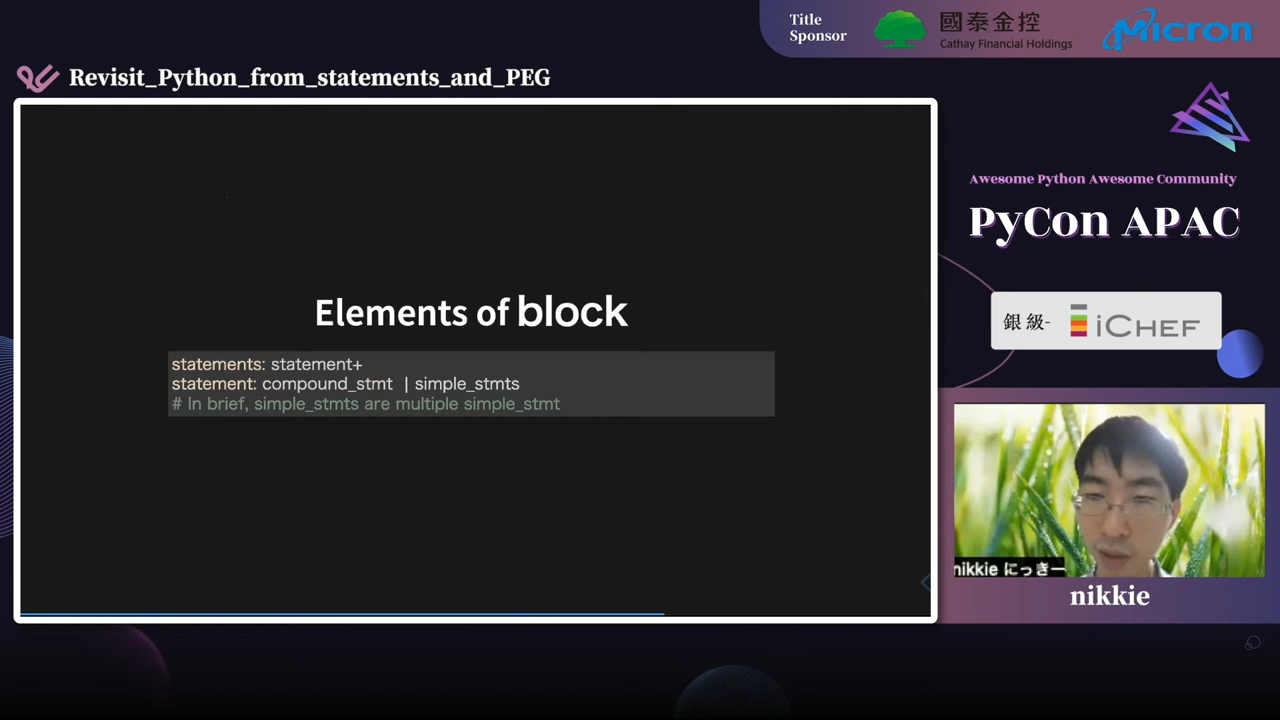 Title
Sponsor
國泰金控
Cathay Financial Holdings
Micron
Revisit_Python_from_statements_and_PEG
Elements of block
statements: statement+
statement: compound_stmt | simple_stmts
# In brief, simple_stmts are multiple simple_stmt
Awesome Python Awesome Community
PyCon APAC
銀級- iCHEF
nikkie にっきー
nikkie